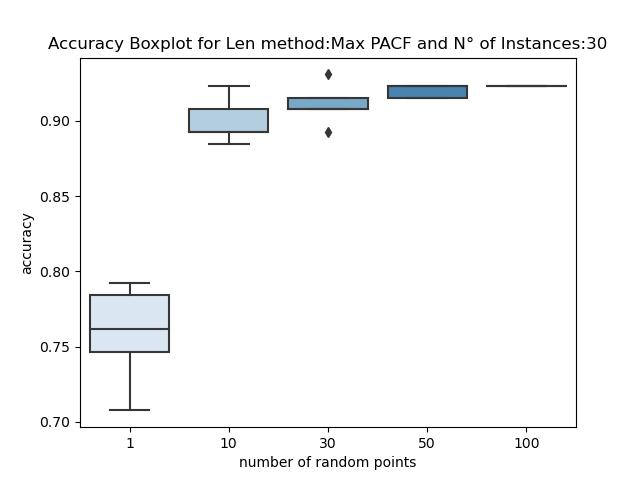 Accuracy Boxplot for Len method:Max PACF and N° of Instances:30
0.90
0.85
0.80
0.75
0.70
accuracy
1 10 30 50 100
number of random points